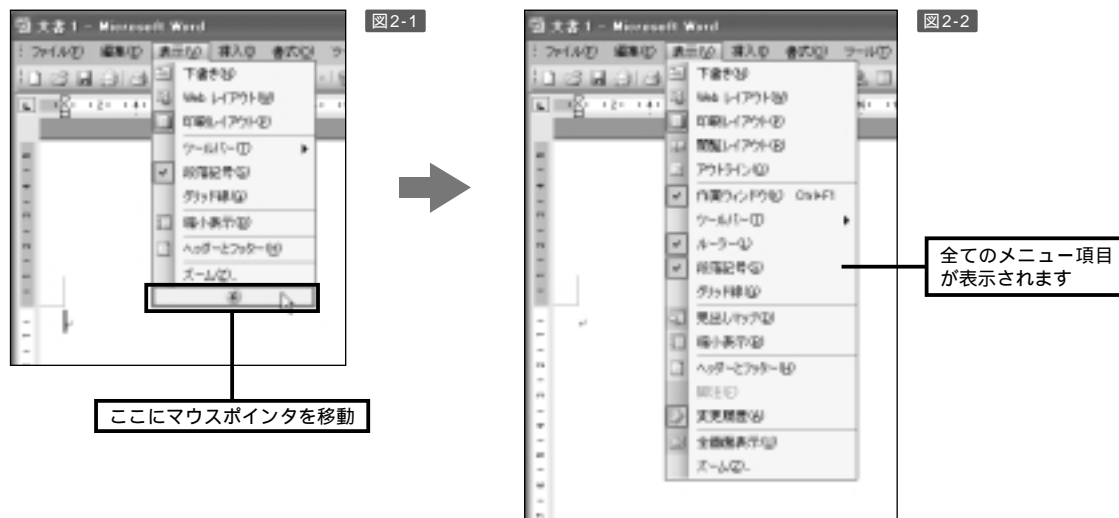 図2-1
文書 1 - Microsoft Word
ファイル(F) 編集(E) 表示(V) 挿入(I) 書式(O) ツー
下書き(N)
Web レイアウト(W)
印刷レイアウト(P)
ツールバー(T)
段落記号(S)
グリッド線(G)
縮小表示(B)
ヘッダーとフッター(H)
ズーム(Z)...
ここにマウスポインタを移動
図2-2
文書 1 - Microsoft Word
ファイル(F) 編集(E) 表示(V) 挿入(I) 書式(O) ツール(T)
下書き(N)
Web レイアウト(W)
印刷レイアウト(P)
閲覧レイアウト(R)
アウトライン(O)
作業ウィンドウ(K) Ctrl+F1
ツールバー(T)
ルーラー(L)
段落記号(S)
グリッド線(G)
見出しマップ(D)
縮小表示(B)
ヘッダーとフッター(H)
脚注(F)
変更履歴(A)
全画面表示(U)
ズーム(Z)...
全てのメニュー項目
が表示されます